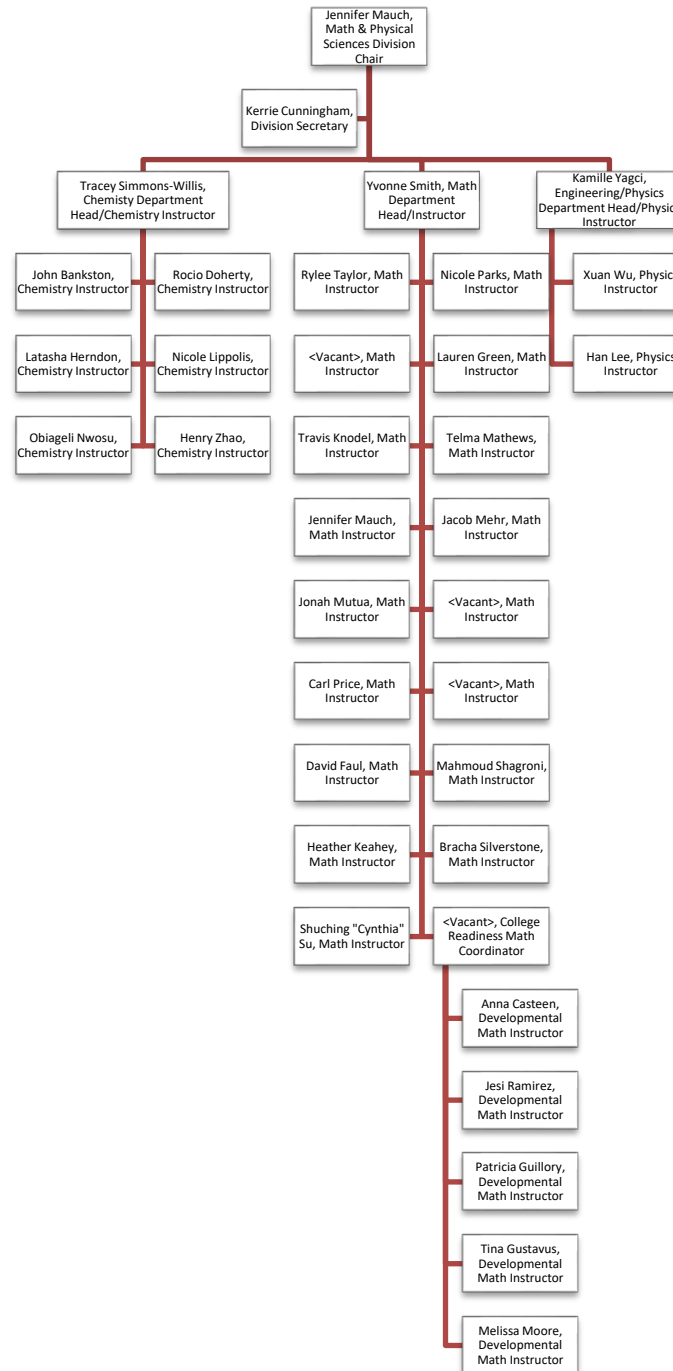 Jennifer Mauch,
Math & Physical
Sciences Division
Chair
Kerrie Cunningham,
Division Secretary
Tracey Simmons-Willis,
Chemisty Department
Head/Chemistry Instructor
Yvonne Smith, Math
Department
Head/Instructor
Kamille Yagci,
Engineering/Physics
Department Head/Physic
Instructor
John Bankston,
Chemistry Instructor
Rocio Doherty,
Chemistry Instructor
Rylee Taylor, Math
Instructor
Nicole Parks, Math
Instructor
Xuan Wu, Physic
Instructor
Latasha Herndon,
Chemistry Instructor
Nicole Lippolis,
Chemistry Instructor
<Vacant>, Math
Instructor
Lauren Green, Math
Instructor
Han Lee, Physics
Instructor
Obiageli Nwosu,
Chemistry Instructor
Henry Zhao,
Chemistry Instructor
Travis Knodel, Math
Instructor
Telma Mathews,
Math Instructor
Jennifer Mauch,
Math Instructor
Jacob Mehr, Math
Instructor
Jonah Mutua, Math
Instructor
<Vacant>, Math
Instructor
Carl Price, Math
Instructor
<Vacant>, Math
Instructor
David Faul, Math
Instructor
Mahmoud Shagroni,
Math Instructor
Heather Keahey,
Math Instructor
Bracha Silverstone,
Math Instructor
Shuching "Cynthia"
Su, Math Instructor
<Vacant>, College
Readiness Math
Coordinator
Anna Casteen,
Developmental
Math Instructor
Jesi Ramirez,
Developmental
Math Instructor
Patricia Guillory,
Developmental
Math Instructor
Tina Gustavus,
Developmental
Math Instructor
Melissa Moore,
Developmental
Math Instructor